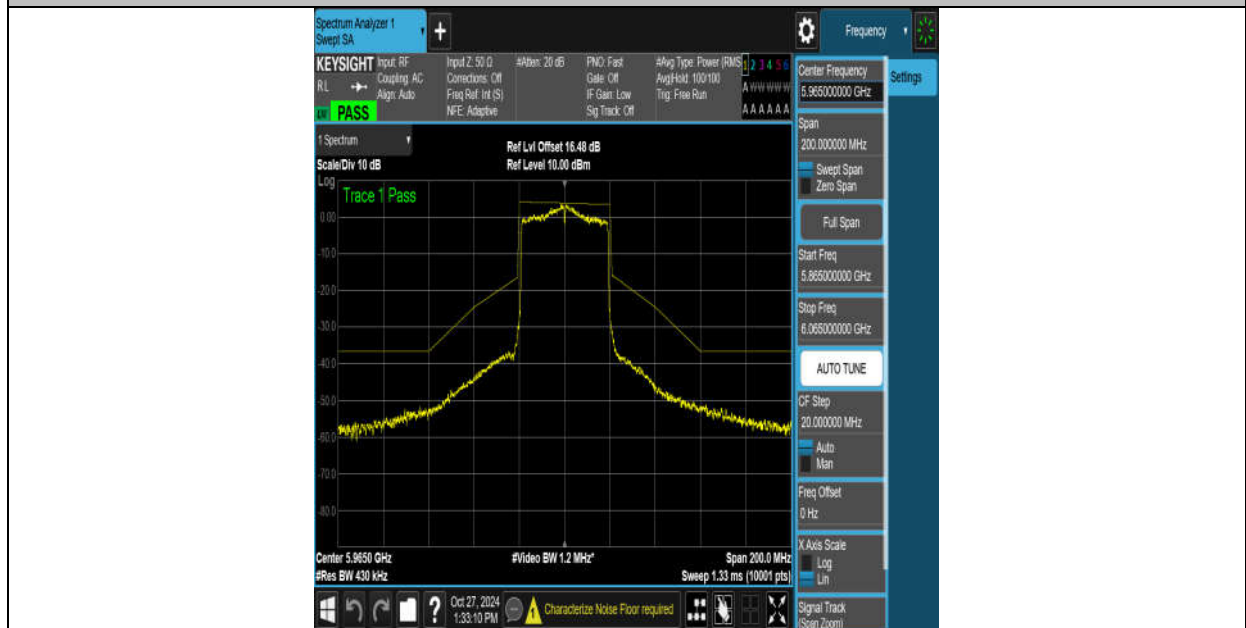 Spectrum Analyzer 1
Swept SA
+
Frequency
KEYSIGHT
RL
PASS
Input: RF
Coupling: AC
Align: Auto
Input Z: 50 Ω
Corrections: Off
Freq Ref: Int (S)
NFE: Adaptive
#Atten: 20 dB
PNO: Fast
Gate: Off
IF Gain: Low
Sig Track: Off
#Avg Type: Power (RMS
Avg|Hold: 100/100
Trig: Free Run
1 2 3 4 5 6
A W W W W W
A A A A A A
1 Spectrum
Scale/Div 10 dB
Ref Lvl Offset 16.48 dB
Ref Level 10.00 dBm
Log
Trace 1 Pass
0.00
-10.0
-20.0
-30.0
-40.0
-50.0
-60.0
-70.0
-80.0
Center 5.9650 GHz
#Res BW 430 kHz
#Video BW 1.2 MHz*
Span 200.0 MHz
Sweep 1.33 ms (10001 pts)
?
Oct 27, 2024
1:33:10 PM
Characterize Noise Floor required
Center Frequency
5.965000000 GHz
Settings
Span
200.000000 MHz
Swept Span
Zero Span
Full Span
Start Freq
5.865000000 GHz
Stop Freq
6.065000000 GHz
AUTO TUNE
CF Step
20.000000 MHz
Auto
Man
Freq Offset
0 Hz
X Axis Scale
Log
Lin
Signal Track
(Span Zoom)